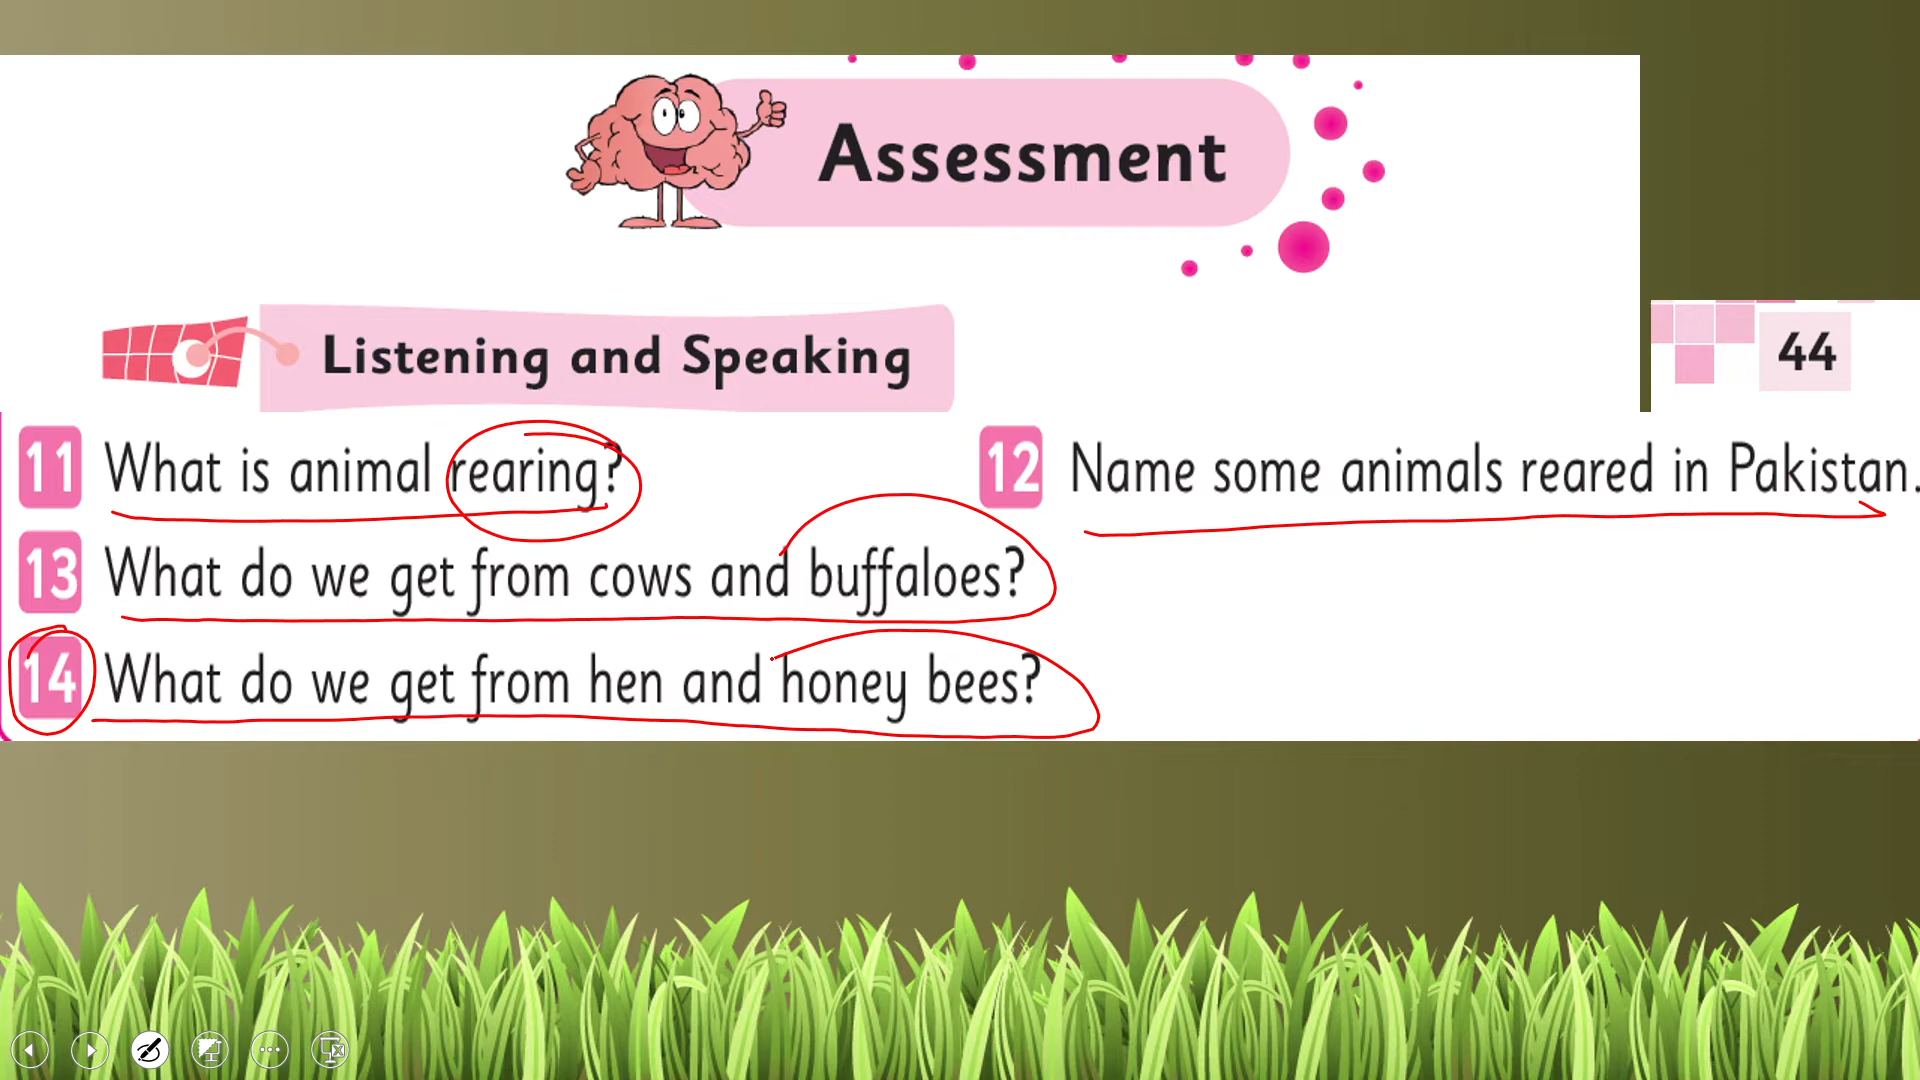 Assessment
Listening and Speaking
44
11 What is animal rearing?
12 Name some animals reared in Pakistan.
13 What do we get from cows and buffaloes?
14 What do we get from hen and honey bees?